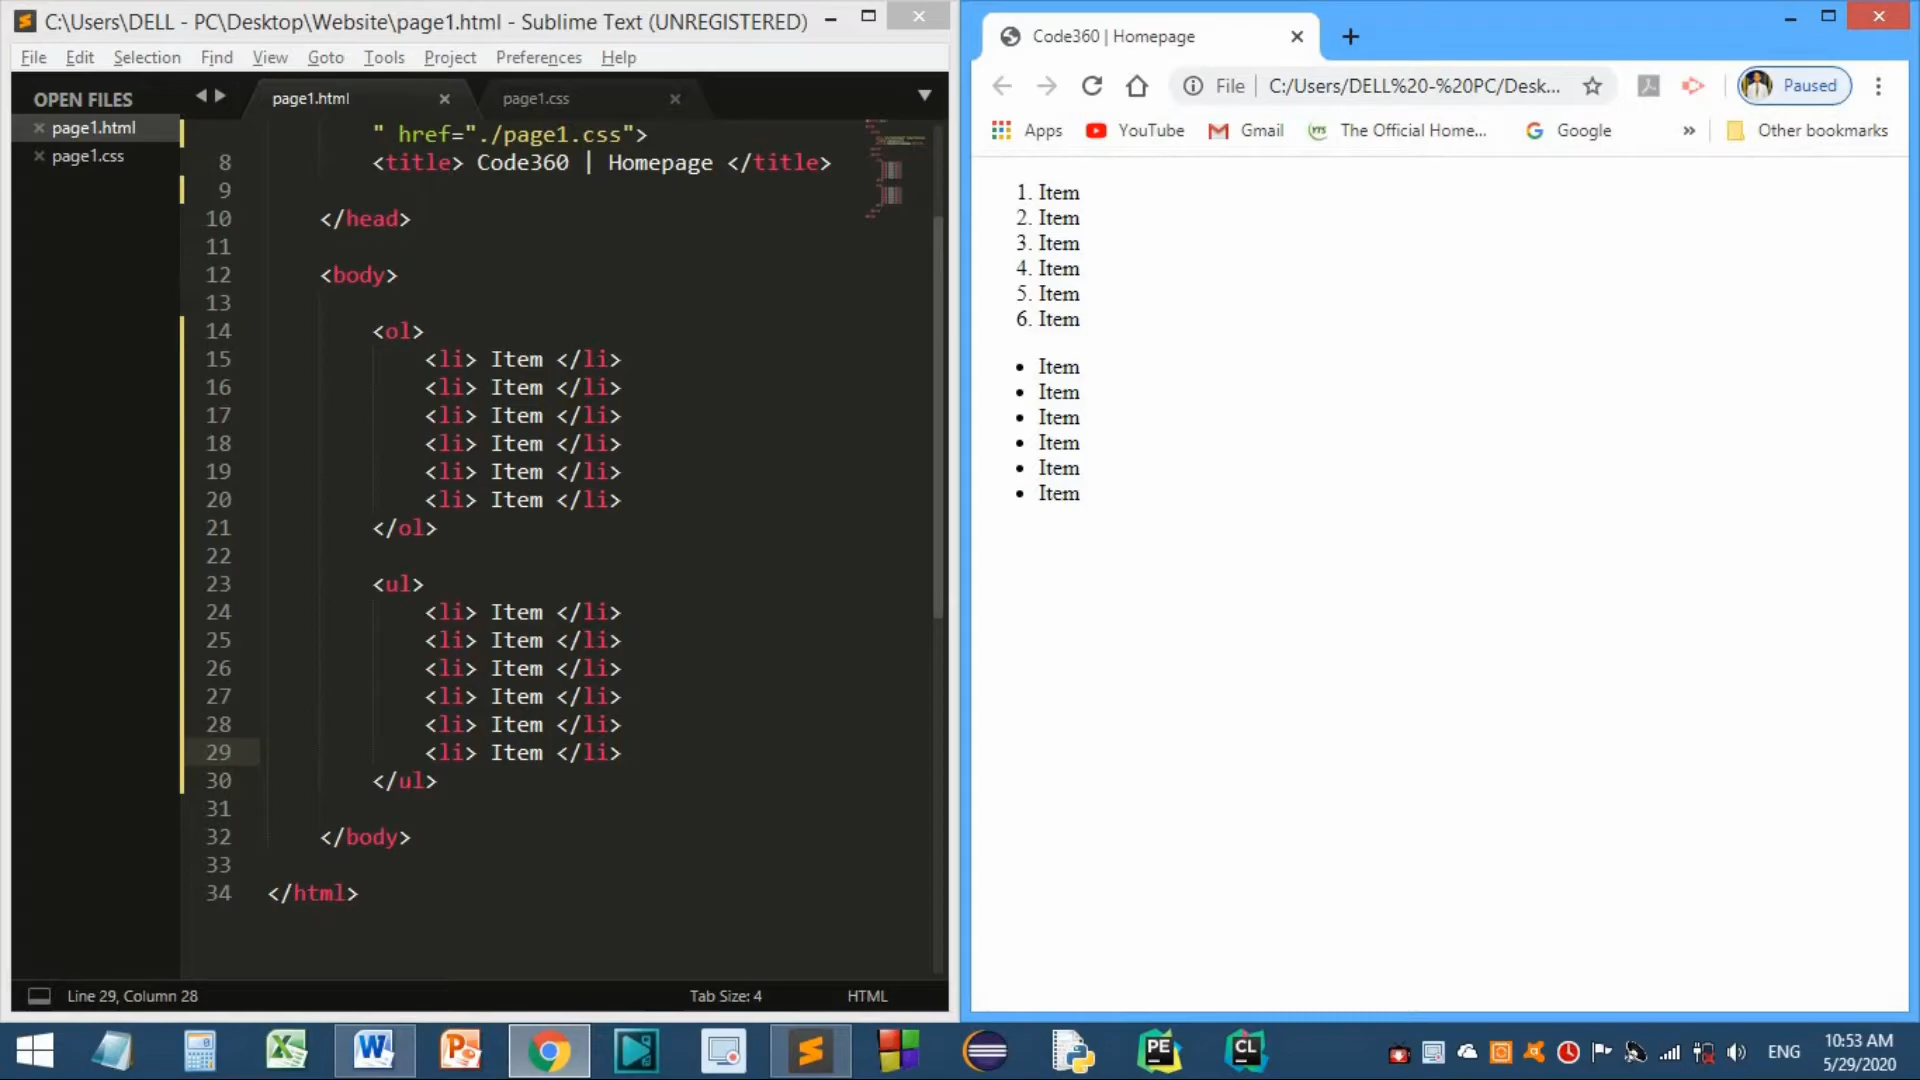 C:\Users\DELL - PC\Desktop\Website\page1.html - Sublime Text (UNREGISTERED)
File Edit Selection Find View Goto Tools Project Preferences Help
OPEN FILES
page1.html
page1.css
page1.html
page1.css
" href="./page1.css">
8 <title> Code360 | Homepage </title>
9
10 </head>
11
12 <body>
13
14 <ol>
15 <li> Item </li>
16 <li> Item </li>
17 <li> Item </li>
18 <li> Item </li>
19 <li> Item </li>
20 <li> Item </li>
21 </ol>
22
23 <ul>
24 <li> Item </li>
25 <li> Item </li>
26 <li> Item </li>
27 <li> Item </li>
28 <li> Item </li>
29 <li> Item </li>
30 </ul>
31
32 </body>
33
34 </html>
Line 29, Column 28 Tab Size: 4 HTML
Code360 | Homepage
File C:/Users/DELL%20-%20PC/Desk... Paused
Apps YouTube Gmail The Official Home... Google » Other bookmarks
1. Item
2. Item
3. Item
4. Item
5. Item
6. Item
• Item
• Item
• Item
• Item
• Item
• Item
ENG
10:53 AM
5/29/2020